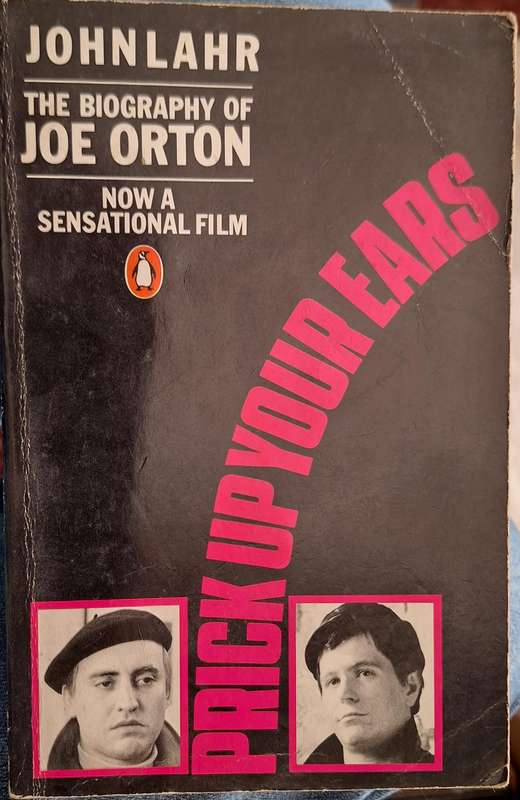 JOHN LAHR
THE BIOGRAPHY OF
JOE ORTON
NOW A
SENSATIONAL FILM
PRICK UP YOUR EARS